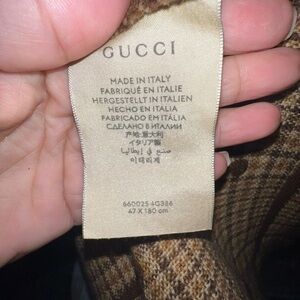 GUCCI
MADE IN ITALY
FABRIQUÉ EN ITALIE
HERGESTELLT IN ITALIEN
HECHO EN ITALIA
FABRICADO EM ITÁLIA
СДЕЛАНО В ИТАЛИИ
产地:意大利
イタリア製
صنع في إيطاليا
이태리제
660025 4G386
47 X 180 cm